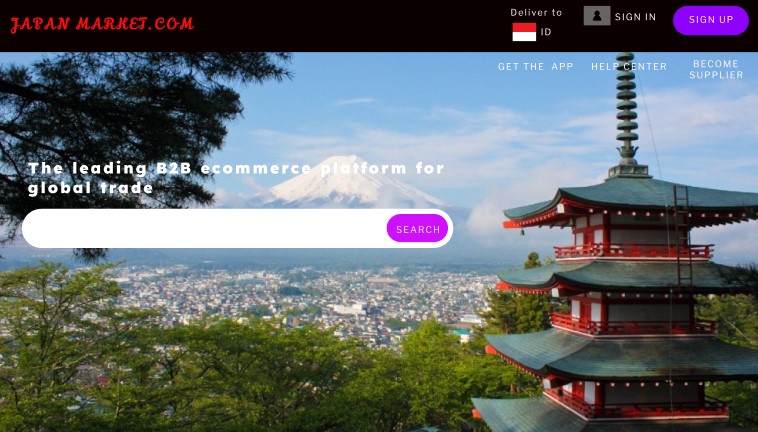 JAPAN MARKET.COM
Deliver to
ID
SIGN IN
SIGN UP
GET THE APP
HELP CENTER
BECOME
SUPPLIER
The leading B2B ecommerce platform for
global trade
SEARCH